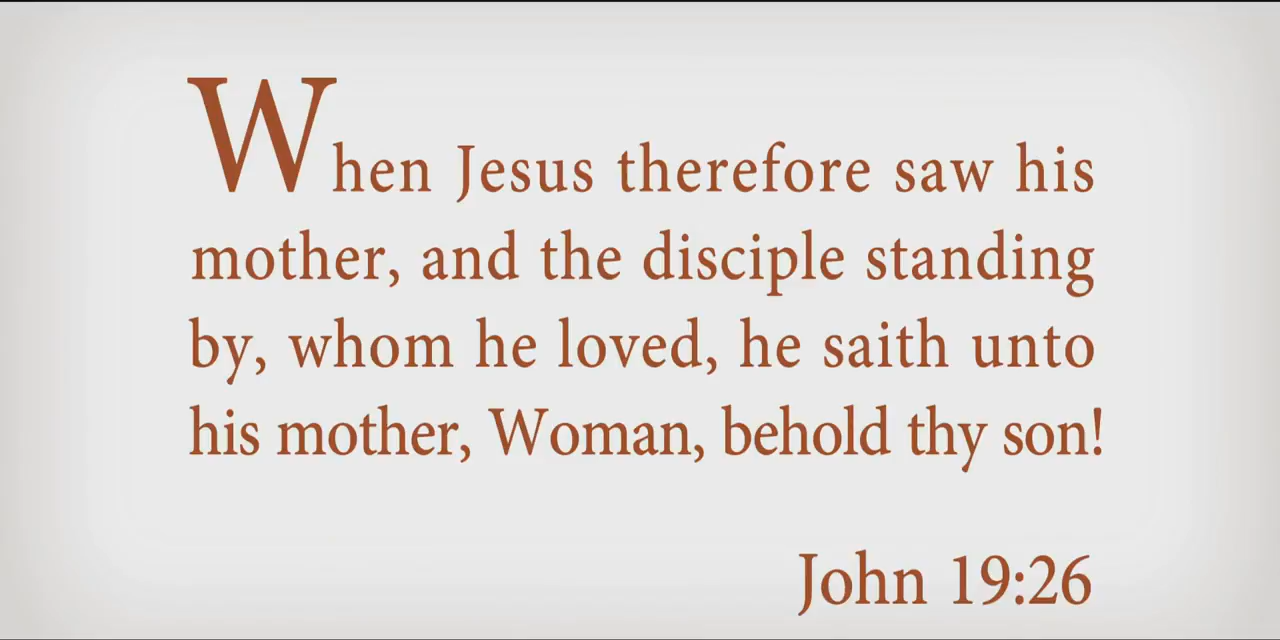 When Jesus therefore saw his
mother, and the disciple standing
by, whom he loved, he saith unto
his mother, Woman, behold thy son!
John 19:26